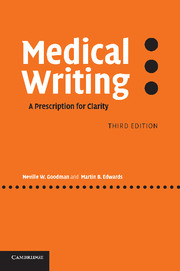 Medical
Writing
A Prescription for Clarity
THIRD EDITION
Neville W. Goodman and Martin B. Edwards
CAMBRIDGE